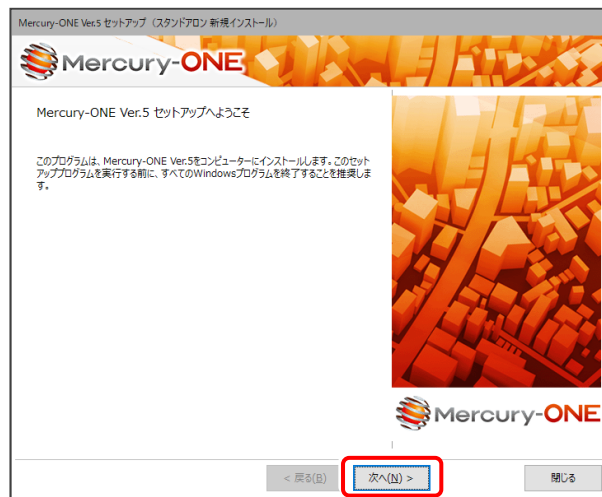 Mercury-ONE Ver.5 セットアップ（スタンドアロン 新規インストール）
Mercury-ONE
Mercury-ONE Ver.5 セットアップへようこそ
このプログラムは、Mercury-ONE Ver.5をコンピューターにインストールします。このセット
アッププログラムを実行する前に、すべてのWindowsプログラムを終了することを推奨しま
す。
Mercury-ONE
< 戻る(B)
次へ(N) >
閉じる